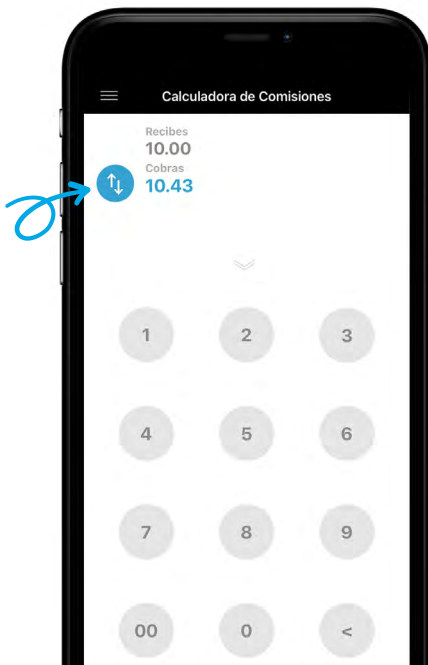 Calculadora de Comisiones
Recibes
10.00
Cobras
10.43
1 2 3
4 5 6
7 8 9
00 0 <